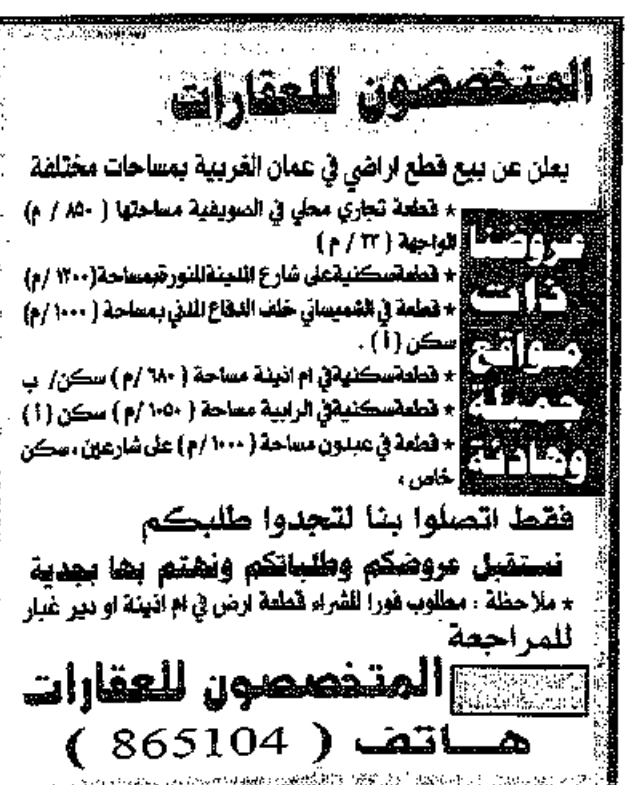 المتخصصون للعقارات
يعلن عن بيع قطع اراضي في عمان الغربية بمساحات مختلفة
عروضنا
ذات
مواقع
جميلة
وهادئة
* قطعة تجاري محلي في الصويفية مساحتها ( ٨٥٠ / م )
الواجهة ( ٢٣ / م )
* قطعة سكنية على شارع المدينة المنورة بمساحة (١٢٠٠ /م)
* قطعة في الشميساني خلف الدفاع المدني بمساحة ( ١٠٠٠ /م)
سكن (أ) .
* قطعة سكنية في ام اذينة مساحة ( ٦٨٠ /م ) سكن/ ب
* قطعة سكنية في الرابية مساحة ( ١٠٥٠ /م ) سكن (أ)
* قطعة في عبدون مساحة ( ١٠٠٠ /م ) على شارعين ، سكن
خاص ،
فقط اتصلوا بنا لتجدوا طلبكم
نستقبل عروضكم وطلباتكم ونهتم بها بجدية
* ملاحظة : مطلوب فورا للشراء قطعة ارض في ام اذينة او دير غبار
للمراجعة
المتخصصون للعقارات
هاتف ( 865104 )